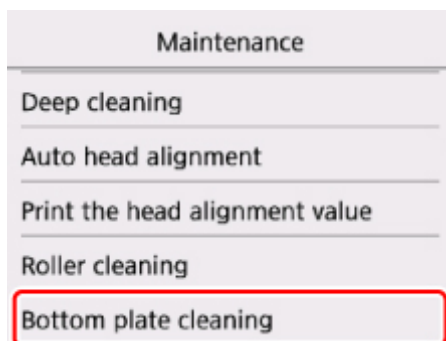 Maintenance
Deep cleaning
Auto head alignment
Print the head alignment value
Roller cleaning
Bottom plate cleaning